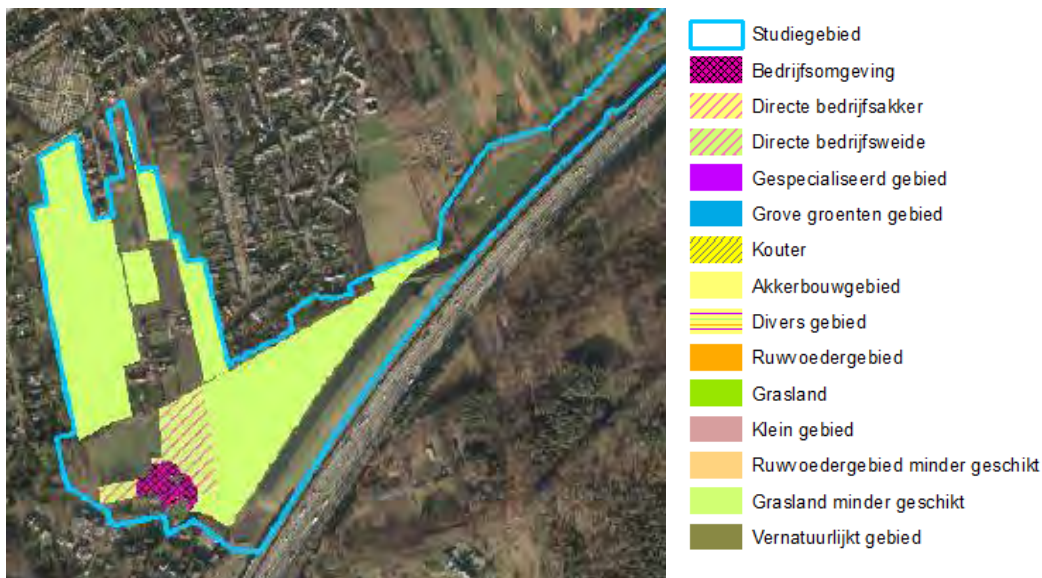 Studiegebied
Bedrijfsomgeving
Directe bedrijfsakker
Directe bedrijfsweide
Gespecialiseerd gebied
Grove groenten gebied
Kouter
Akkerbouwgebied
Divers gebied
Ruwvoedergebied
Grasland
Klein gebied
Ruwvoedergebied minder geschikt
Grasland minder geschikt
Vernatuurlijkt gebied